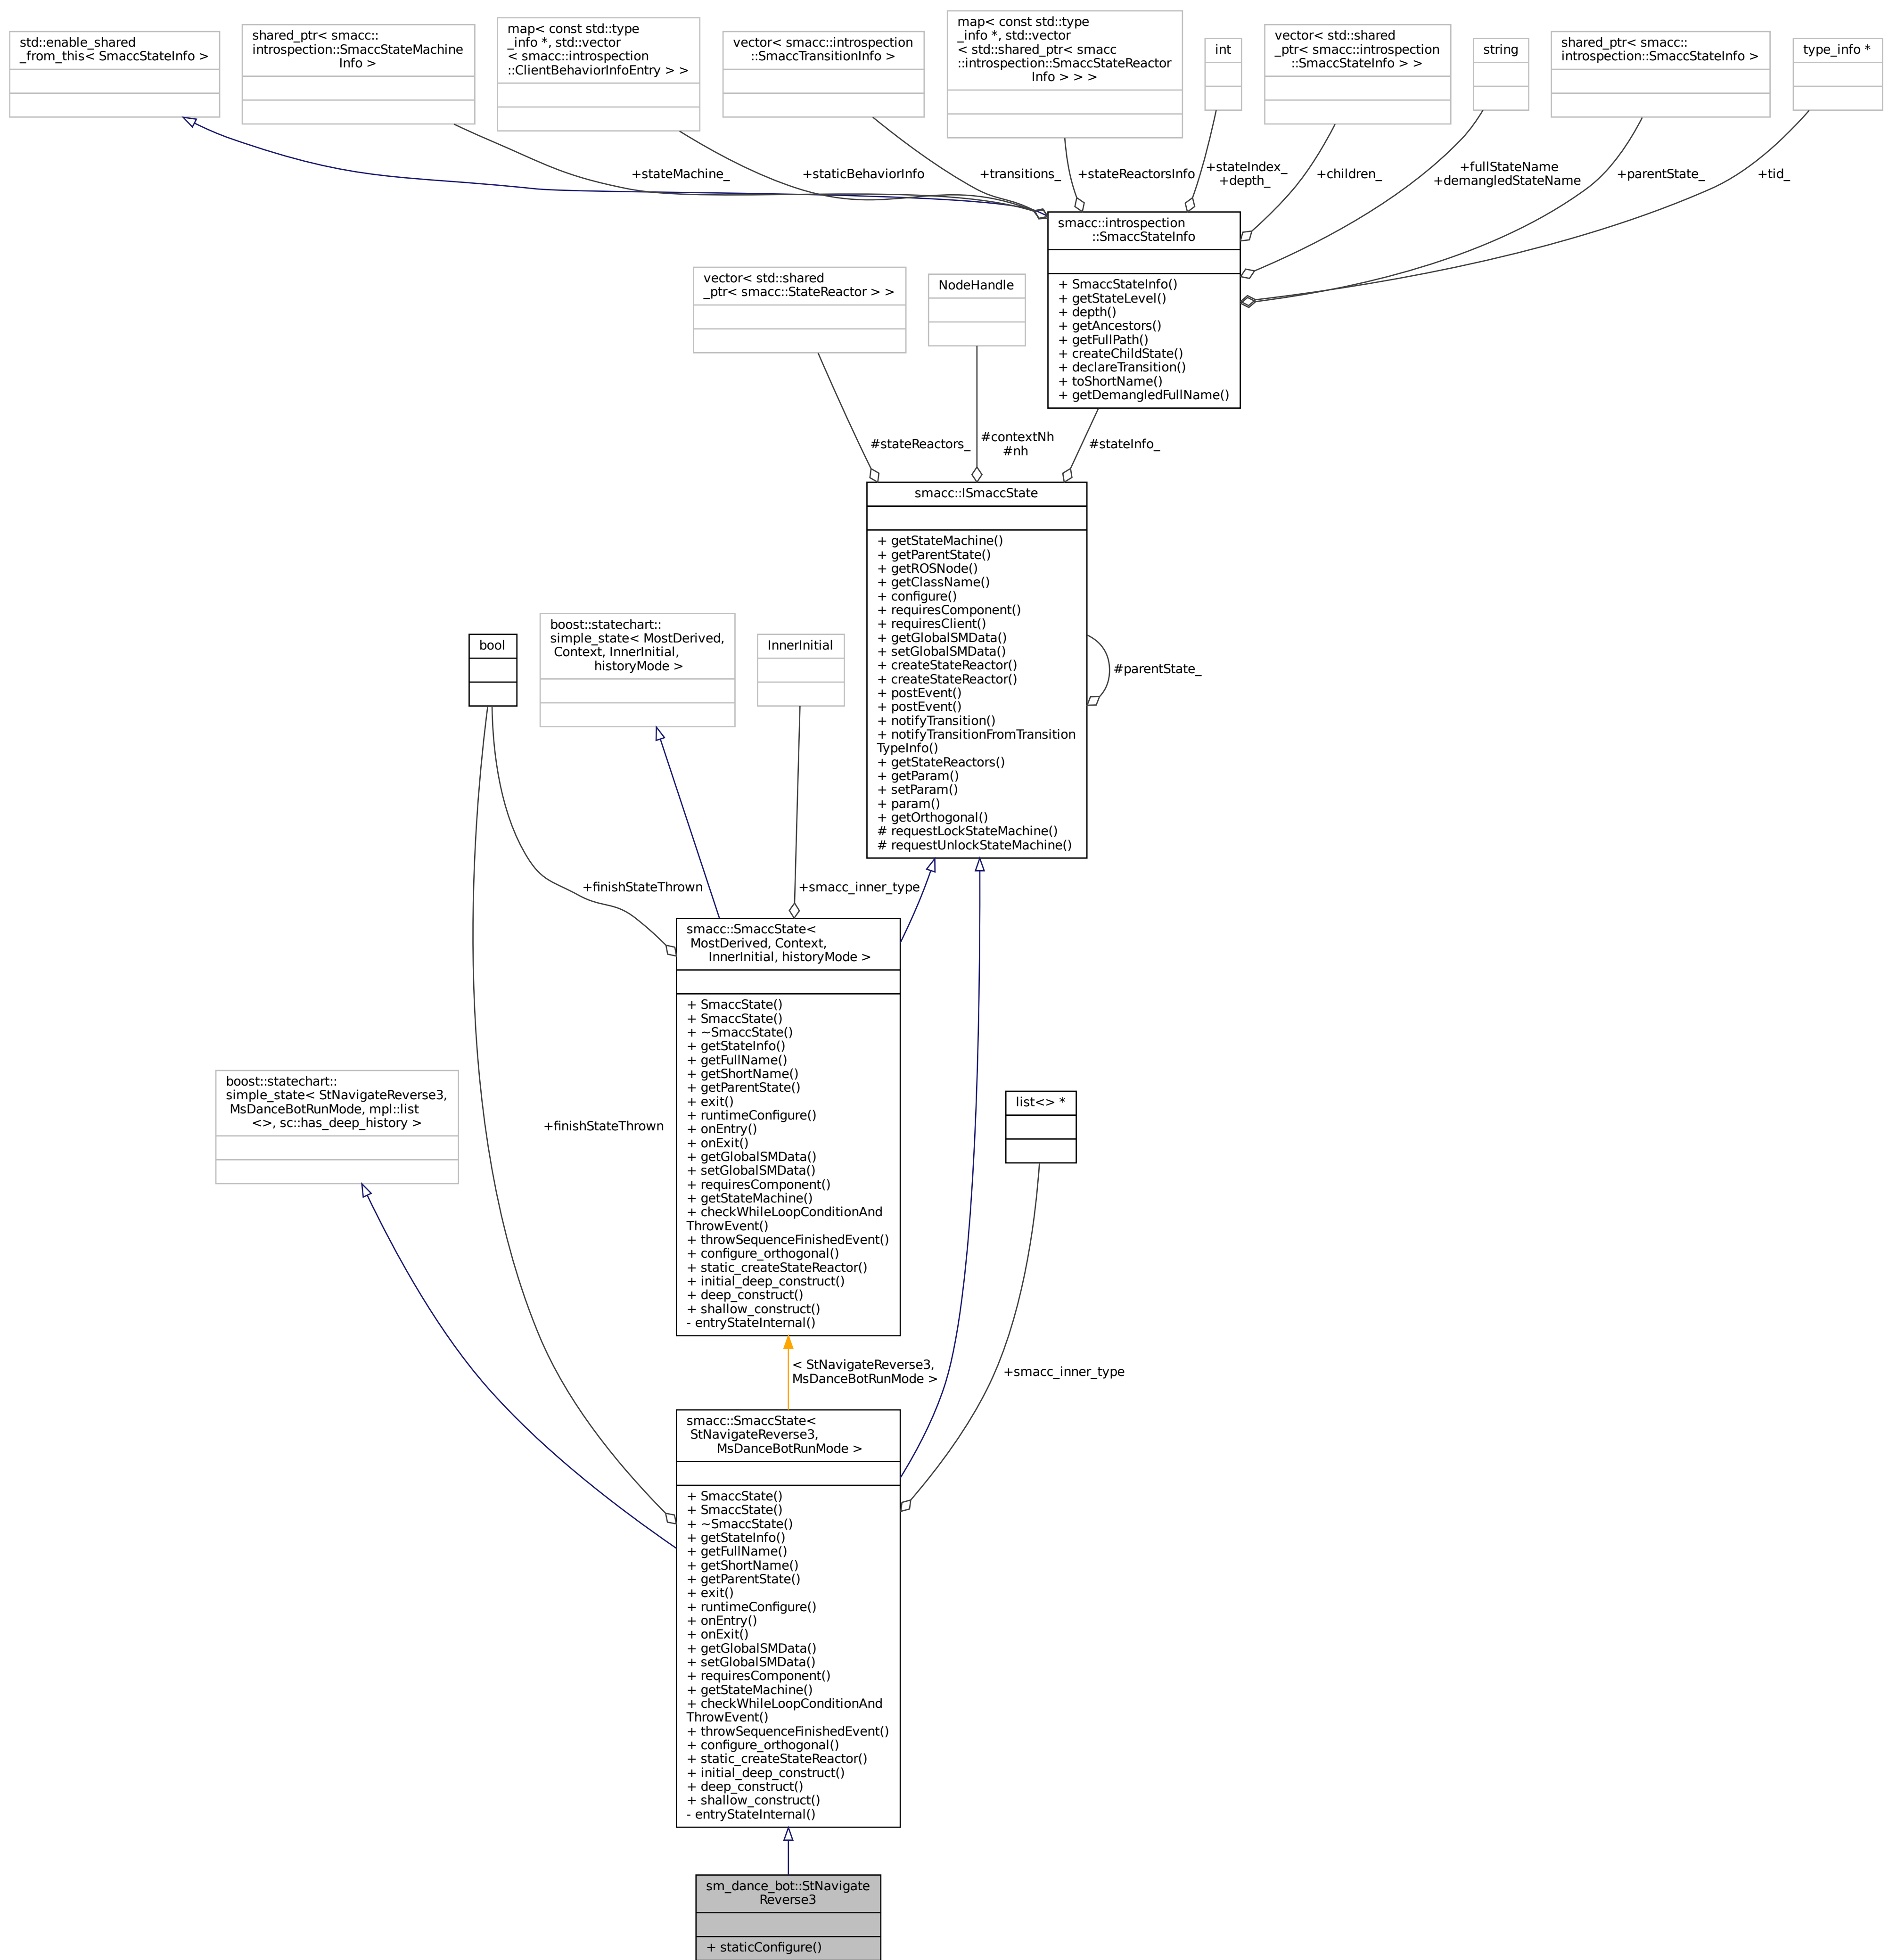 std::enable_shared
_from_this< SmaccStateInfo >
shared_ptr< smacc::
introspection::SmaccStateMachine
Info >
map< const std::type
_info *, std::vector
< smacc::introspection
::ClientBehaviorInfoEntry > >
vector< smacc::introspection
::SmaccTransitionInfo >
map< const std::type
_info *, std::vector
< std::shared_ptr< smacc
::introspection::SmaccStateReactor
Info > > >
int
vector< std::shared
_ptr< smacc::introspection
::SmaccStateInfo > >
string
shared_ptr< smacc::
introspection::SmaccStateInfo >
type_info *
+stateMachine_
+staticBehaviorInfo
+transitions_
+stateReactorsInfo
+stateIndex_
+depth_
+children_
+fullStateName
+demangledStateName
+parentState_
+tid_
smacc::introspection
::SmaccStateInfo
+ SmaccStateInfo()
+ getStateLevel()
+ depth()
+ getAncestors()
+ getFullPath()
+ createChildState()
+ declareTransition()
+ toShortName()
+ getDemangledFullName()
vector< std::shared
_ptr< smacc::StateReactor > >
NodeHandle
#stateReactors_
#contextNh
#nh
#stateInfo_
smacc::ISmaccState
+ getStateMachine()
+ getParentState()
+ getROSNode()
+ getClassName()
+ configure()
+ requiresComponent()
+ requiresClient()
+ getGlobalSMData()
+ setGlobalSMData()
+ createStateReactor()
+ createStateReactor()
+ postEvent()
+ postEvent()
+ notifyTransition()
+ notifyTransitionFromTransition
TypeInfo()
+ getStateReactors()
+ getParam()
+ setParam()
+ param()
+ getOrthogonal()
# requestLockStateMachine()
# requestUnlockStateMachine()
#parentState_
bool
boost::statechart::
simple_state< MostDerived,
Context, InnerInitial,
historyMode >
InnerInitial
+finishStateThrown
+smacc_inner_type
smacc::SmaccState<
MostDerived, Context,
InnerInitial, historyMode >
+ SmaccState()
+ SmaccState()
+ ~SmaccState()
+ getStateInfo()
+ getFullName()
+ getShortName()
+ getParentState()
+ exit()
+ runtimeConfigure()
+ onEntry()
+ onExit()
+ getGlobalSMData()
+ setGlobalSMData()
+ requiresComponent()
+ getStateMachine()
+ checkWhileLoopConditionAnd
ThrowEvent()
+ throwSequenceFinishedEvent()
+ configure_orthogonal()
+ static_createStateReactor()
+ initial_deep_construct()
+ deep_construct()
+ shallow_construct()
- entryStateInternal()
boost::statechart::
simple_state< StNavigateReverse3,
MsDanceBotRunMode, mpl::list
<>, sc::has_deep_history >
+finishStateThrown
list<> *
< StNavigateReverse3,
MsDanceBotRunMode >
+smacc_inner_type
smacc::SmaccState<
StNavigateReverse3,
MsDanceBotRunMode >
+ SmaccState()
+ SmaccState()
+ ~SmaccState()
+ getStateInfo()
+ getFullName()
+ getShortName()
+ getParentState()
+ exit()
+ runtimeConfigure()
+ onEntry()
+ onExit()
+ getGlobalSMData()
+ setGlobalSMData()
+ requiresComponent()
+ getStateMachine()
+ checkWhileLoopConditionAnd
ThrowEvent()
+ throwSequenceFinishedEvent()
+ configure_orthogonal()
+ static_createStateReactor()
+ initial_deep_construct()
+ deep_construct()
+ shallow_construct()
- entryStateInternal()
sm_dance_bot::StNavigate
Reverse3
+ staticConfigure()